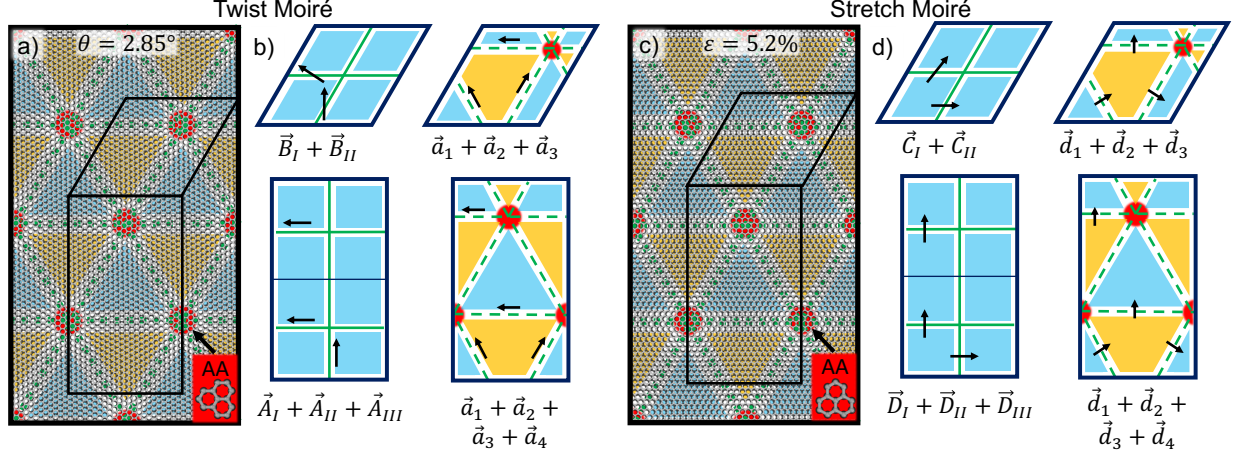 Twist Moiré
Stretch Moiré
a) θ = 2.85°
b)
c) ε = 5.2%
d)
B⃗_I + B⃗_II
a⃗_1 + a⃗_2 + a⃗_3
C⃗_I + C⃗_II
d⃗_1 + d⃗_2 + d⃗_3
AA
AA
A⃗_I + A⃗_II + A⃗_III
a⃗_1 + a⃗_2 +
a⃗_3 + a⃗_4
D⃗_I + D⃗_II + D⃗_III
d⃗_1 + d⃗_2 +
d⃗_3 + d⃗_4